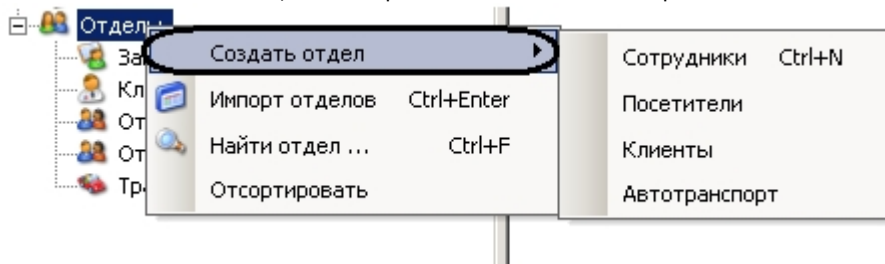 Отделы
Создать отдел
Импорт отделов Ctrl+Enter
Найти отдел ... Ctrl+F
Отсортировать
Сотрудники Ctrl+N
Посетители
Клиенты
Автотранспорт